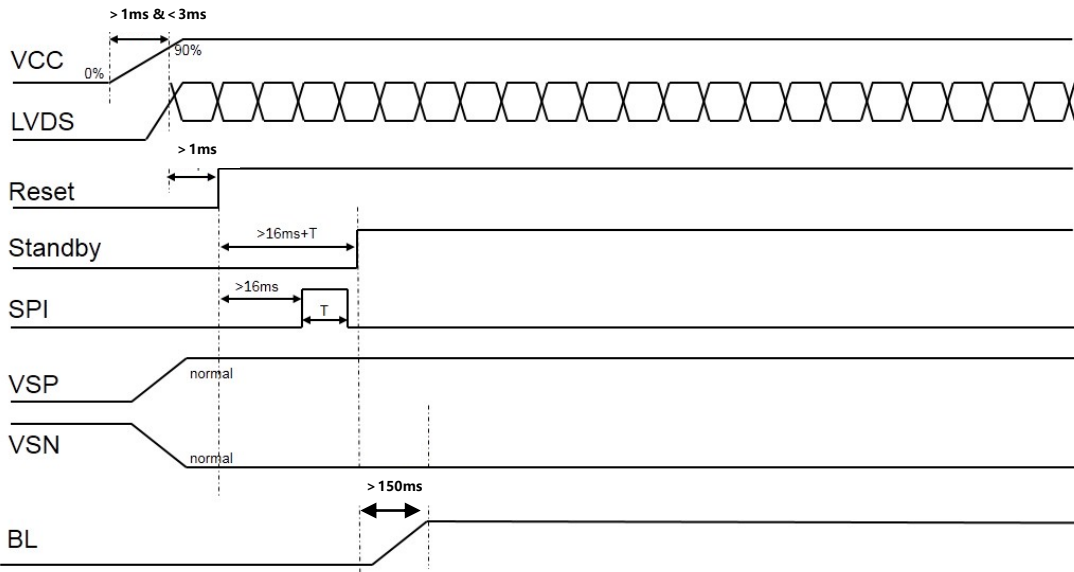 > 1ms & < 3ms
VCC
0%
90%
LVDS
> 1ms
Reset
>16ms+T
Standby
>16ms
SPI
T
normal
VSP
VSN
normal
> 150ms
BL